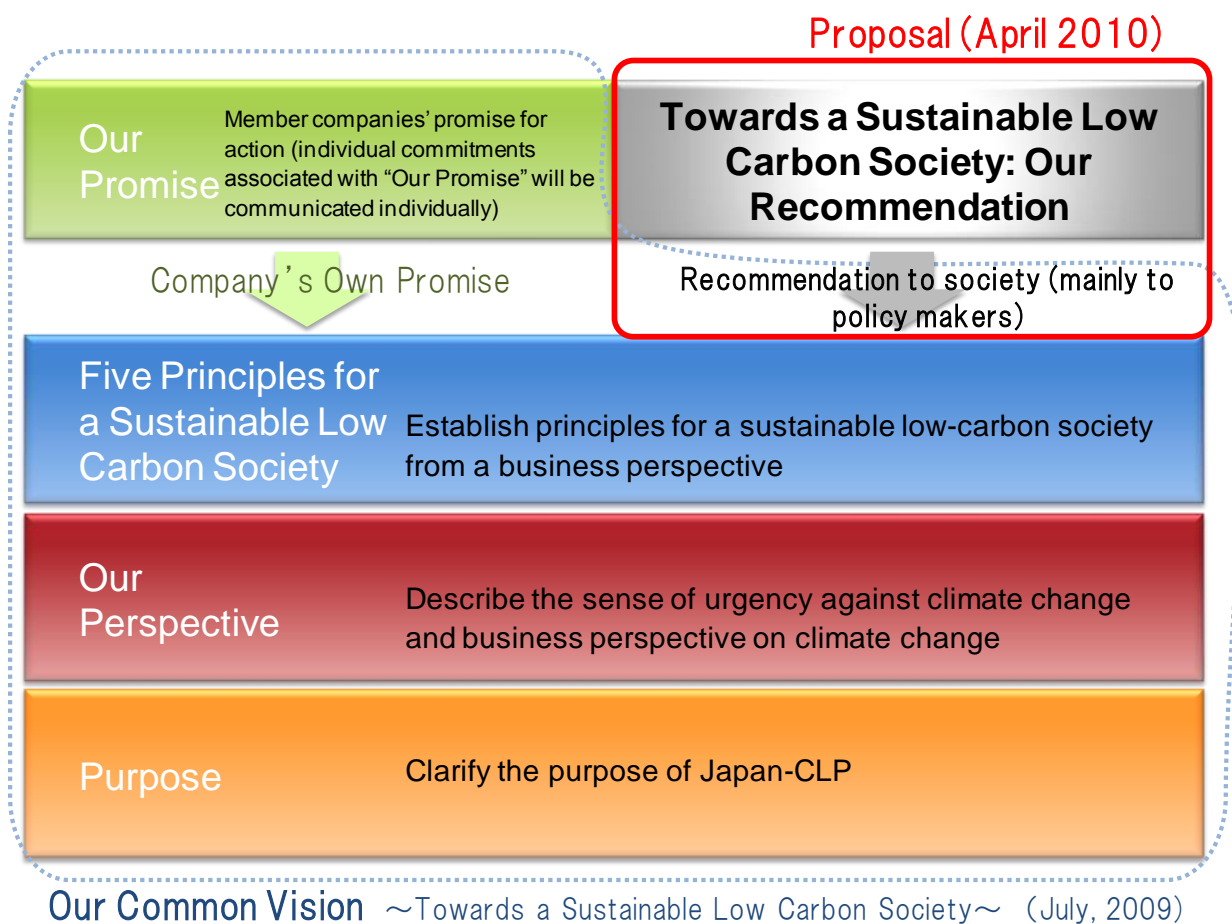 Proposal (April 2010)
Our
Promise
Member companies’ promise for
action (individual commitments
associated with “Our Promise” will be
communicated individually)
Towards a Sustainable Low
Carbon Society: Our
Recommendation
Company’s Own Promise
Recommendation to society (mainly to
policy makers)
Five Principles for
a Sustainable Low
Carbon Society
Establish principles for a sustainable low-carbon society
from a business perspective
Our
Perspective
Describe the sense of urgency against climate change
and business perspective on climate change
Purpose
Clarify the purpose of Japan-CLP
Our Common Vision ～Towards a Sustainable Low Carbon Society～ (July, 2009)